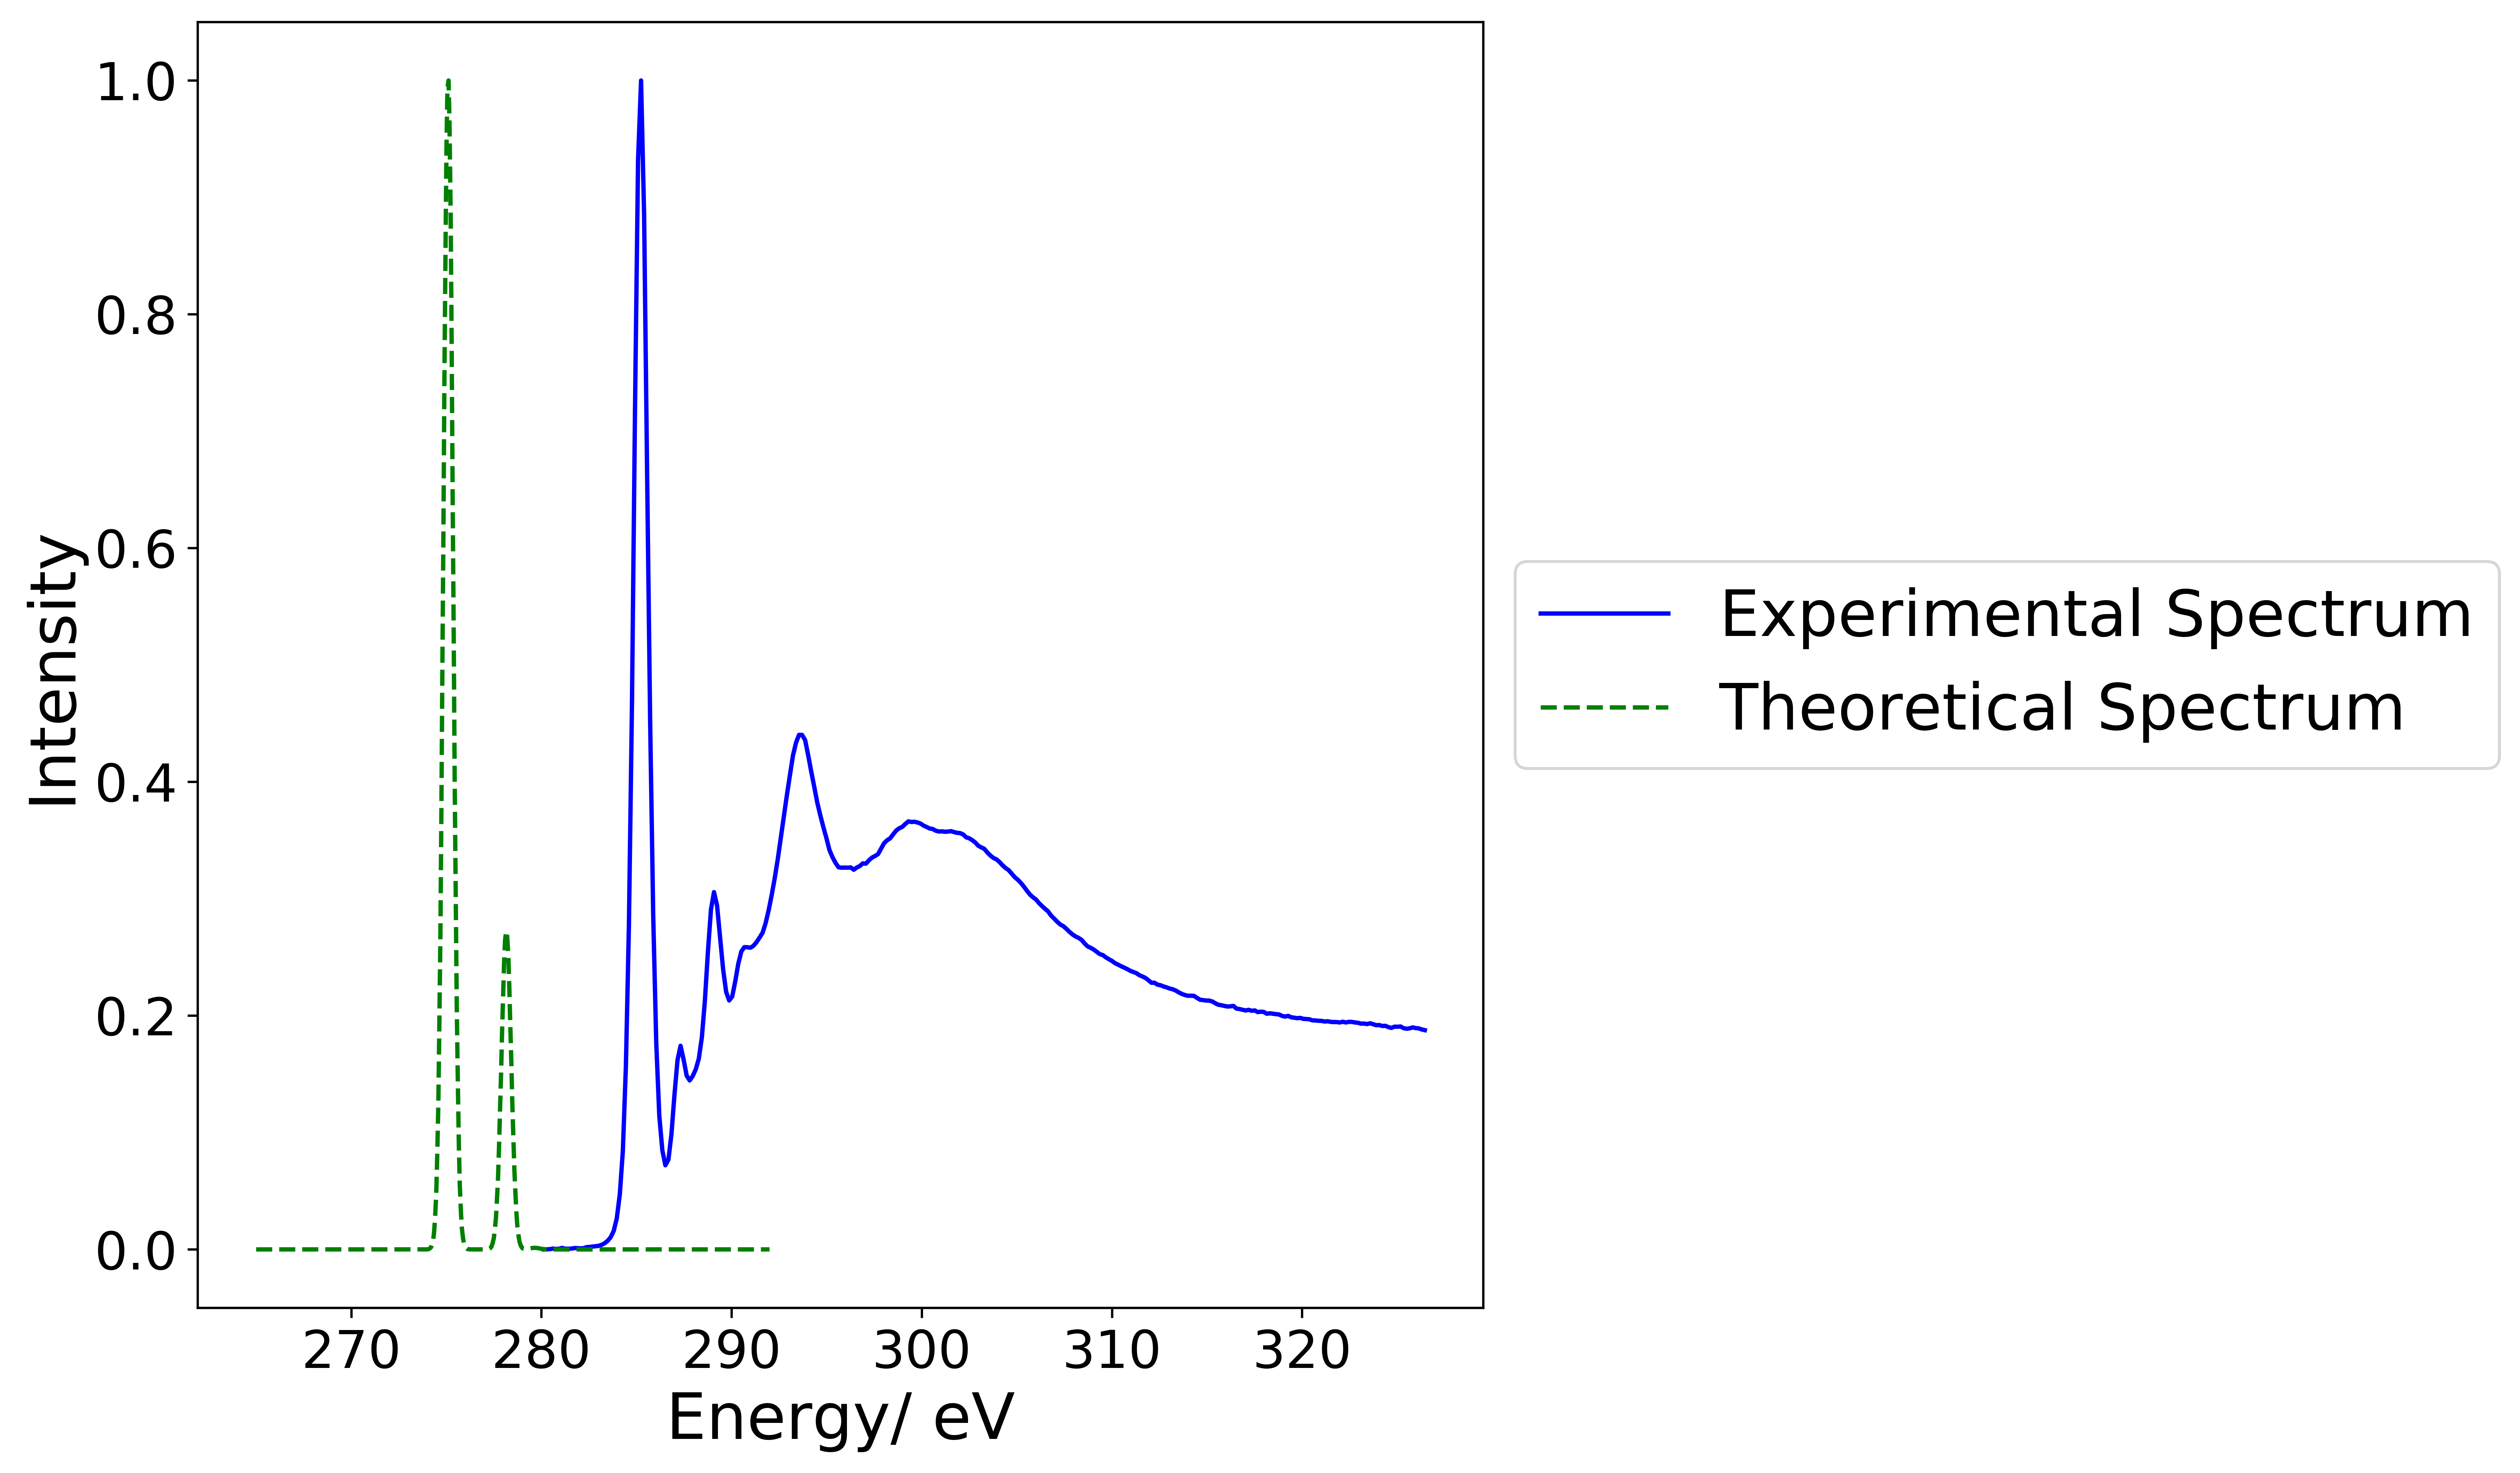 1.0
0.8
0.6
0.4
0.2
0.0
Intensity
270 280 290 300 310 320
Energy/ eV
Experimental Spectrum
Theoretical Spectrum